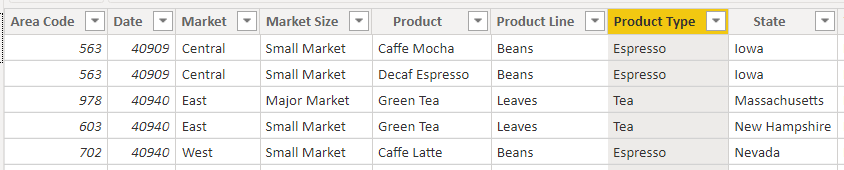 Area Code Date Market Market Size Product Product Line Product Type State
563 40909 Central Small Market Caffe Mocha Beans Espresso Iowa
563 40909 Central Small Market Decaf Espresso Beans Espresso Iowa
978 40940 East Major Market Green Tea Leaves Tea Massachusetts
603 40940 East Small Market Green Tea Leaves Tea New Hampshire
702 40940 West Small Market Caffe Latte Beans Espresso Nevada